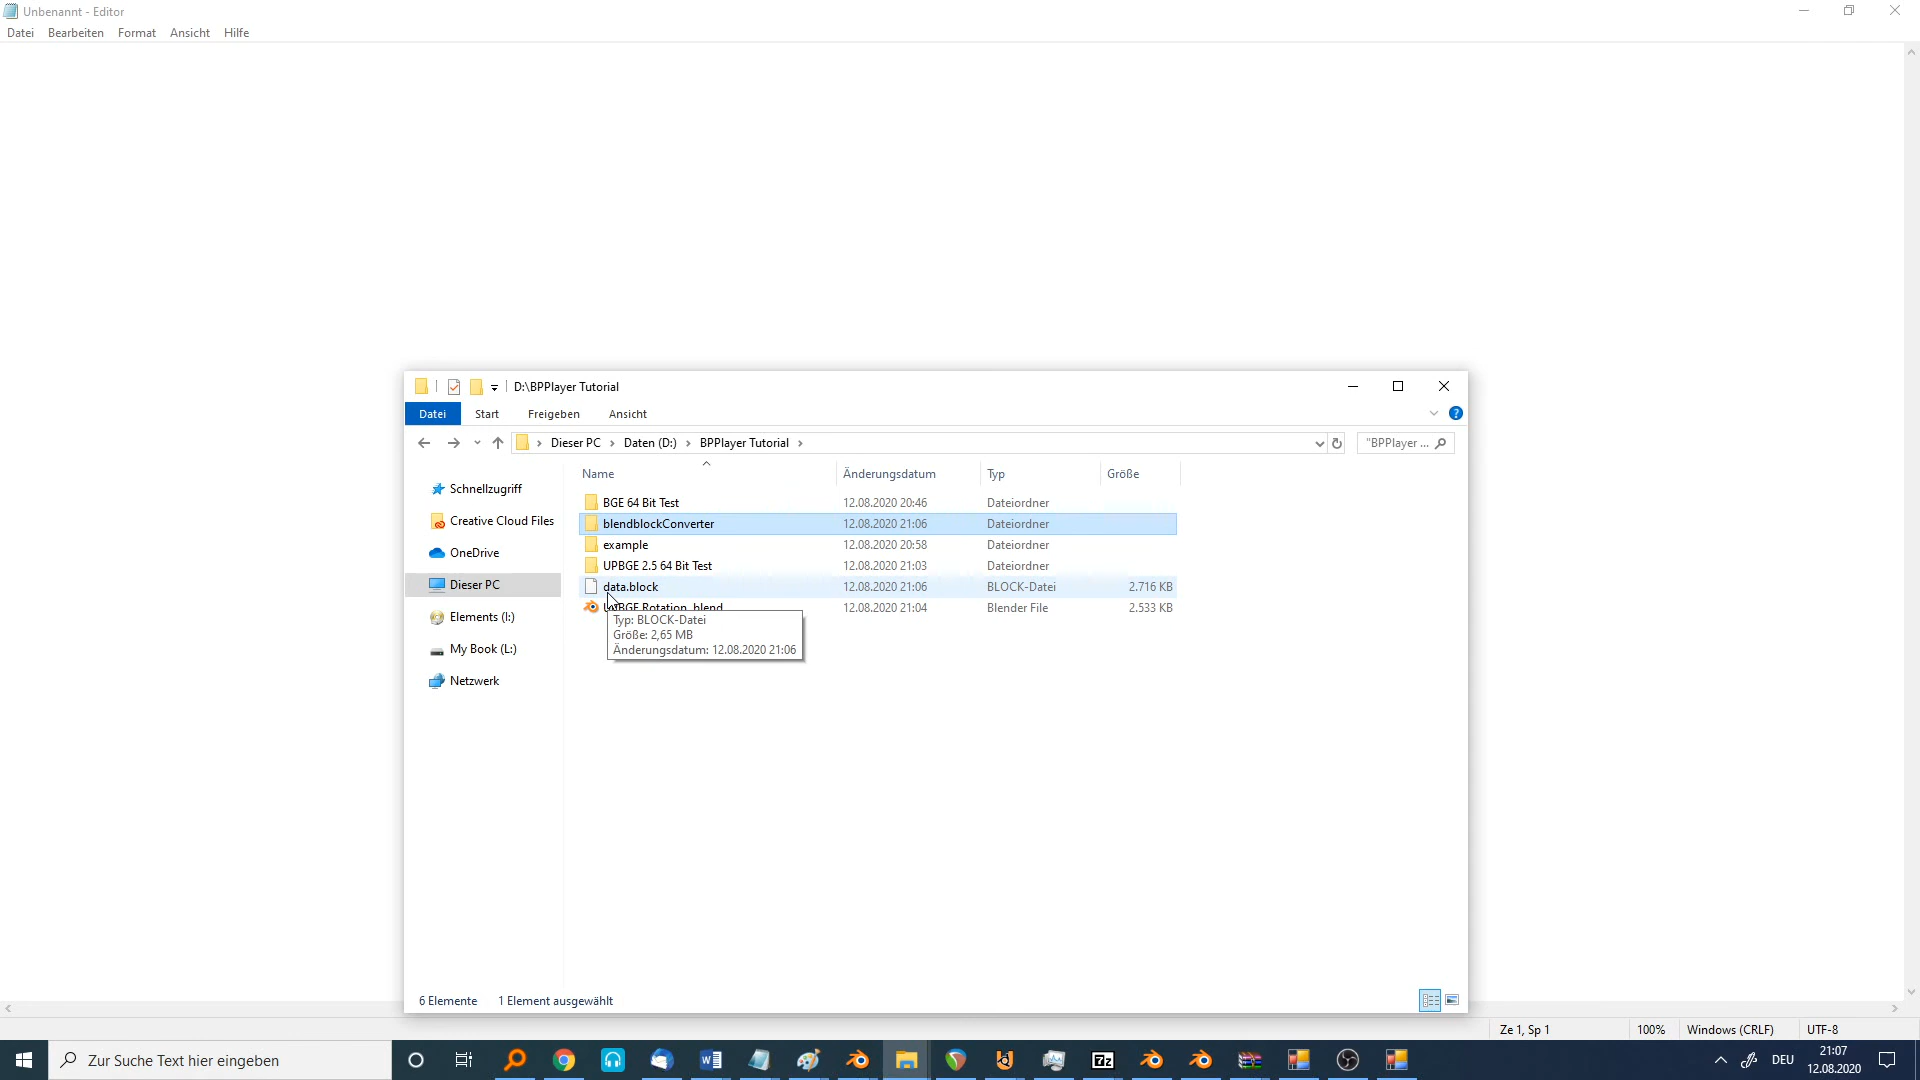 Unbenannt - Editor
Datei Bearbeiten Format Ansicht Hilfe
D:\BPPlayer Tutorial
Datei Start Freigeben Ansicht
Dieser PC Daten (D:) BPPlayer Tutorial
"BPPlayer ...
Name Änderungsdatum Typ Größe
Schnellzugriff
Creative Cloud Files
OneDrive
Dieser PC
Elements (I:)
My Book (L:)
Netzwerk
BGE 64 Bit Test 12.08.2020 20:46 Dateiordner
blendblockConverter 12.08.2020 21:06 Dateiordner
example 12.08.2020 20:58 Dateiordner
UPBGE 2.5 64 Bit Test 12.08.2020 21:03 Dateiordner
data.block 12.08.2020 21:06 BLOCK-Datei 2.716 KB
Rotation 12.08.2020 21:04 Blender File 2.533 KB
Typ: BLOCK-Datei
Größe: 2,65 MB
Änderungsdatum: 12.08.2020 21:06
6 Elemente 1 Element ausgewählt
Ze 1, Sp 1 100% Windows (CRLF) UTF-8
Zur Suche Text hier eingeben
7z
DEU
21:07
12.08.2020